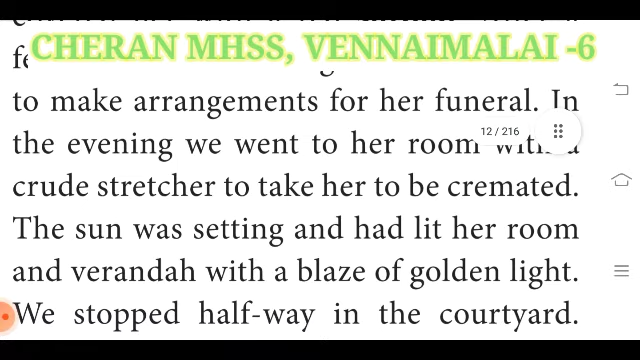 CHERAN MHSS, VENNAIMALAI -6
to make arrangements for her funeral. In
12 / 216
the evening we went to her room with a
crude stretcher to take her to be cremated.
The sun was setting and had lit her room
and verandah with a blaze of golden light.
We stopped half-way in the courtyard.